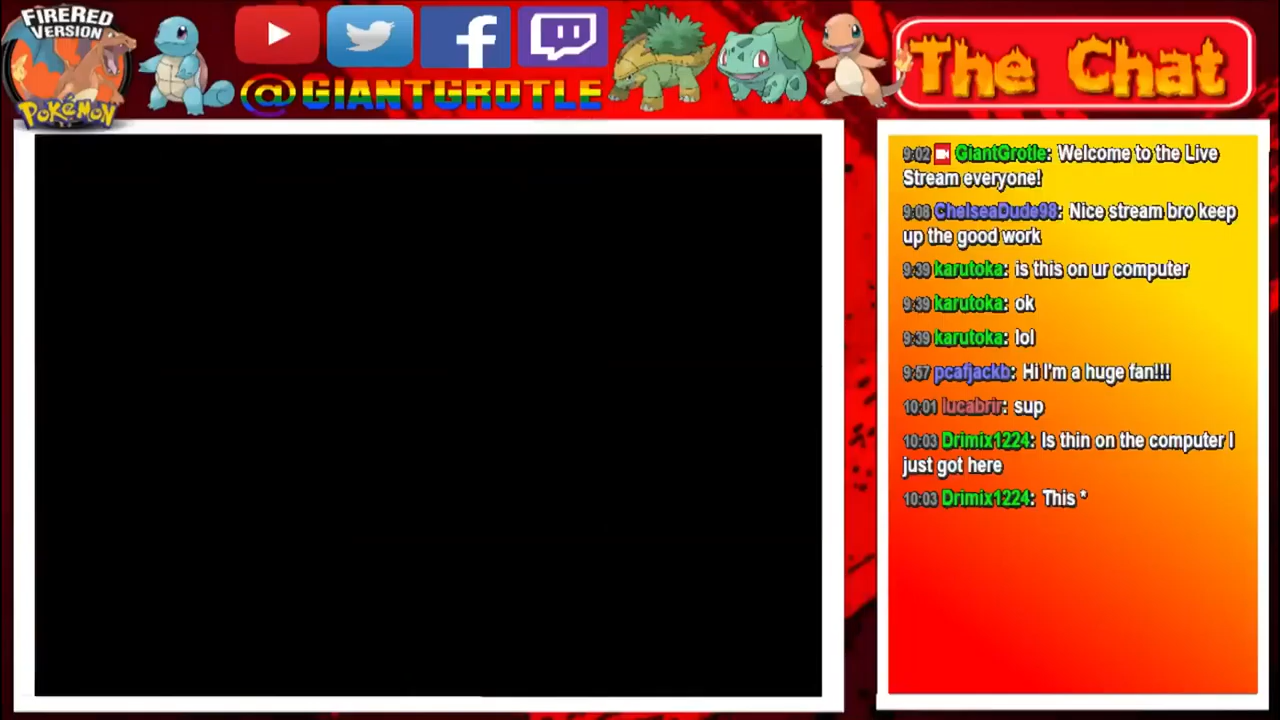 FIRERED
VERSION
POKéMON
@GIANTGROTLE
The Chat
9:02 GiantGrotle: Welcome to the Live
Stream everyone!
9:08 ChelseaDude98: Nice stream bro keep
up the good work
9:39 karutoka: is this on ur computer
9:39 karutoka: ok
9:39 karutoka: lol
9:57 pcafjackb: Hi I'm a huge fan!!!
10:01 lucabrir: sup
10:03 Drimix1224: Is thin on the computer I
just got here
10:03 Drimix1224: This *